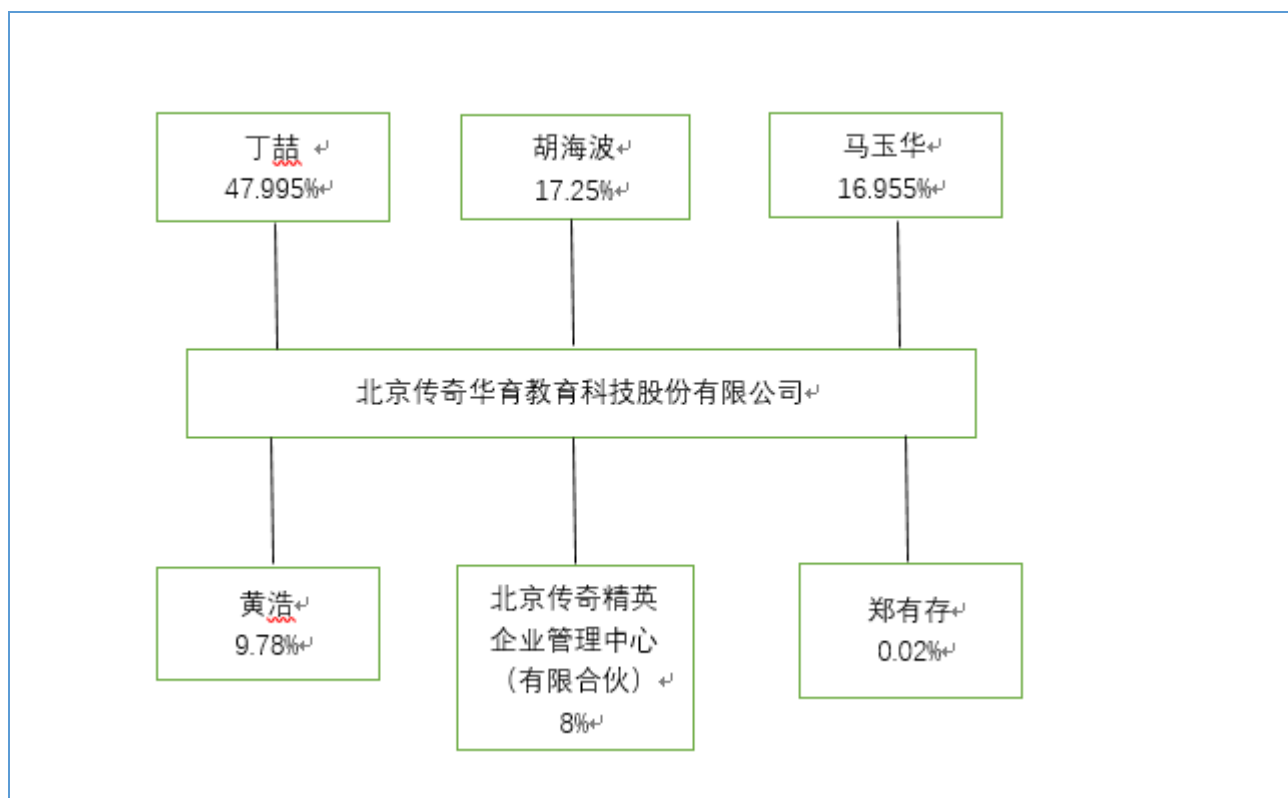 丁喆
47.995%
胡海波
17.25%
马玉华
16.955%
北京传奇华育教育科技股份有限公司
黄浩
9.78%
北京传奇精英
企业管理中心
（有限合伙）
8%
郑有存
0.02%